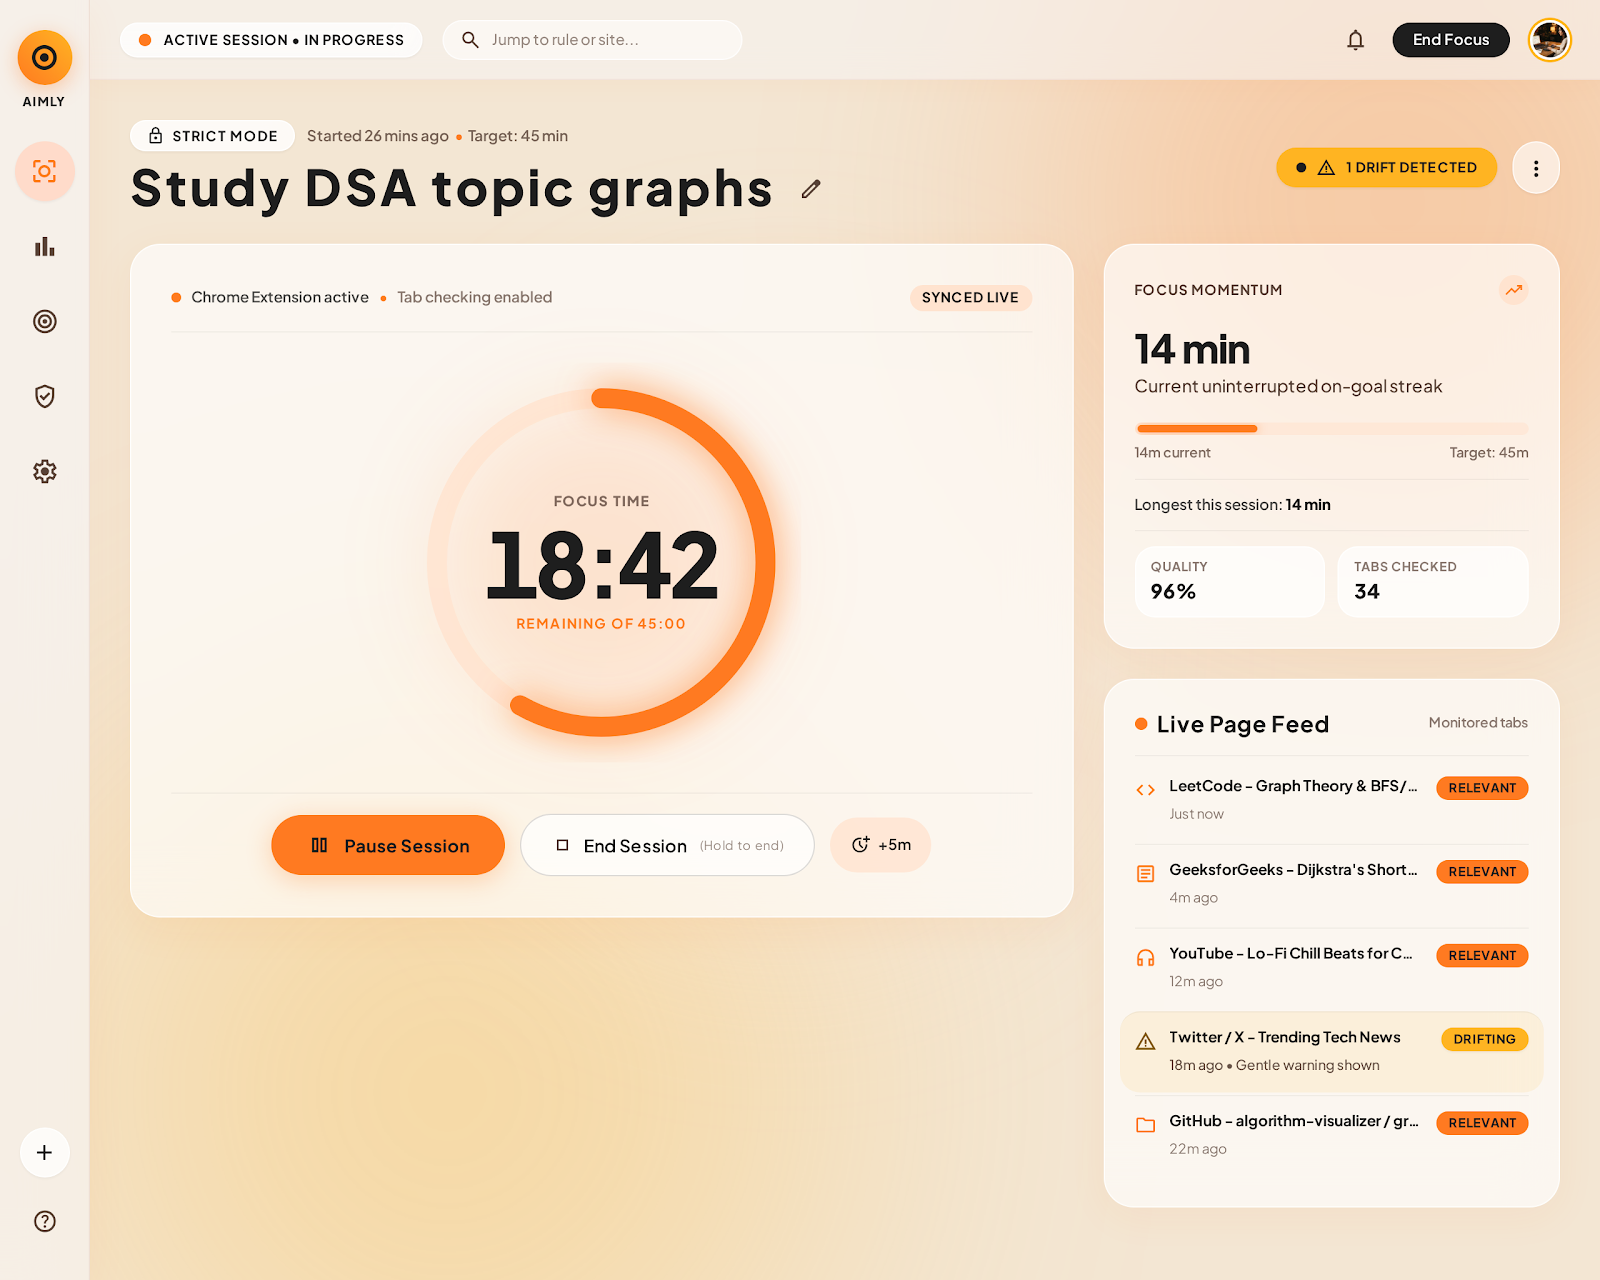 ACTIVE SESSION • IN PROGRESS
Jump to rule or site...
End Focus
AIMLY
STRICT MODE
Started 26 mins ago • Target: 45 min
Study DSA topic graphs
1 DRIFT DETECTED
Chrome Extension active • Tab checking enabled
SYNCED LIVE
FOCUS TIME
18:42
REMAINING OF 45:00
Pause Session
End Session (Hold to end)
+5m
FOCUS MOMENTUM
14 min
Current uninterrupted on-goal streak
14m current
Target: 45m
Longest this session: 14 min
QUALITY
96%
TABS CHECKED
34
Live Page Feed
Monitored tabs
LeetCode - Graph Theory & BFS/...
RELEVANT
Just now
GeeksforGeeks - Dijkstra's Short...
RELEVANT
4m ago
YouTube - Lo-Fi Chill Beats for C...
RELEVANT
12m ago
Twitter / X - Trending Tech News
DRIFTING
18m ago • Gentle warning shown
GitHub - algorithm-visualizer / gr...
RELEVANT
22m ago